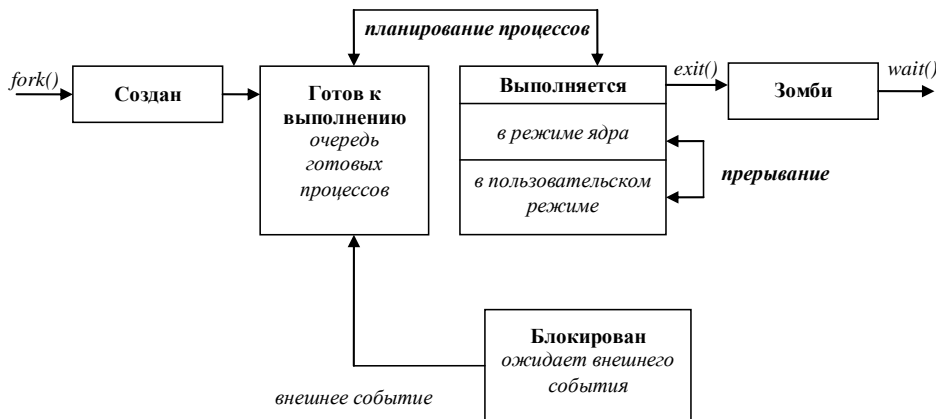 планирование процессов
fork()
Создан
Готов к
выполнению
очередь
готовых
процессов
Выполняется
в режиме ядра
в пользовательском
режиме
прерывание
exit()
Зомби
wait()
Блокирован
ожидает внешнего
события
внешнее событие